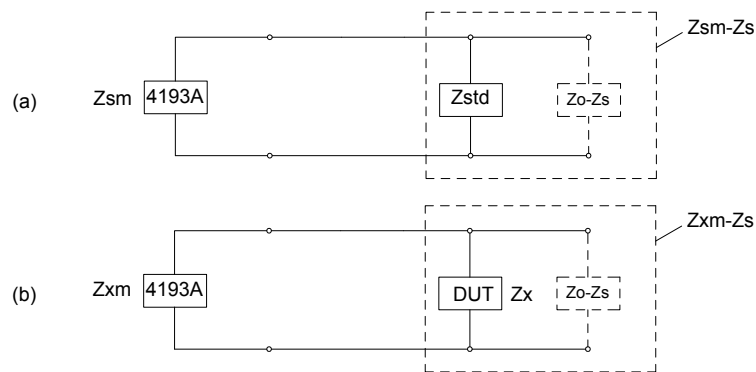 Zsm-Zs
(a) Zsm 4193A Zstd Zo-Zs
Zxm-Zs
(b) Zxm 4193A DUT Zx Zo-Zs